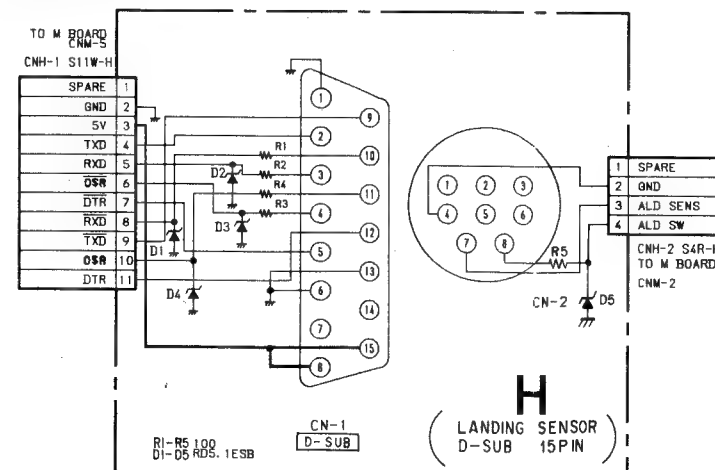 TO M BOARD
CNM-5
CNH-1 S11W-H
SPARE 1
GND 2
5V 3
TXD 4
RXD 5
DSR 6
DTR 7
RXD 8
TXD 9
DSR 10
DTR 11
D1
D2
D3
D4
R1
R2
R4
R3
1
2
3
4
5
6
7
8
9
10
11
12
13
14
15
CN-1
D-SUB
R1-R5 100
D1-D5 RD5.1ESB
1 2 3
4 5 6
7 8
R5
CN-2
D5
1 SPARE
2 GND
3 ALD SENS
4 ALD SW
CNH-2 S4R-
TO M BOARD
CNM-2
H
LANDING SENSOR
D-SUB 15PIN